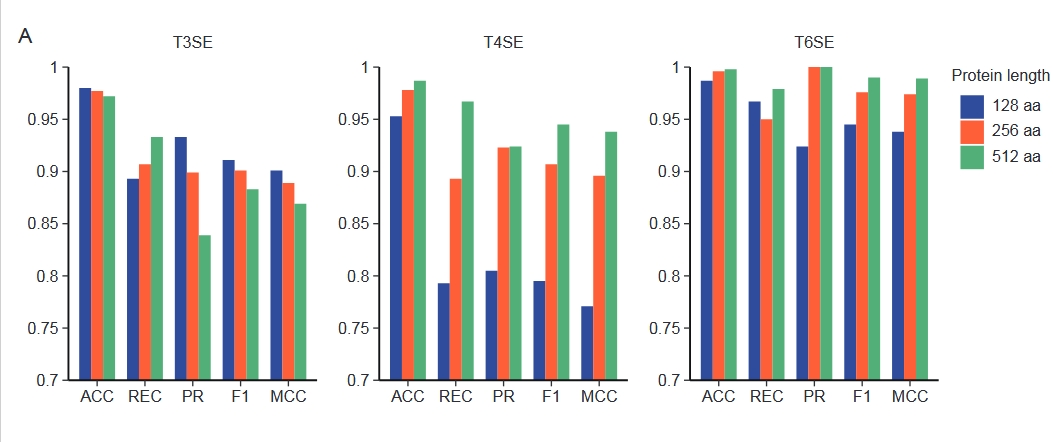 A
T3SE
T4SE
T6SE
1
0.95
0.9
0.85
0.8
0.75
0.7
ACC REC PR F1 MCC
1
0.95
0.9
0.85
0.8
0.75
0.7
ACC REC PR F1 MCC
1
0.95
0.9
0.85
0.8
0.75
0.7
ACC REC PR F1 MCC
Protein length
128 aa
256 aa
512 aa